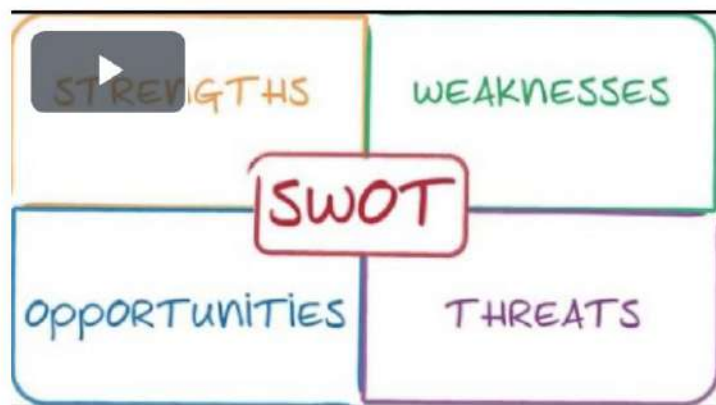 STRENGTHS
WEAKNESSES
SWOT
OPPORTUNITIES
THREATS